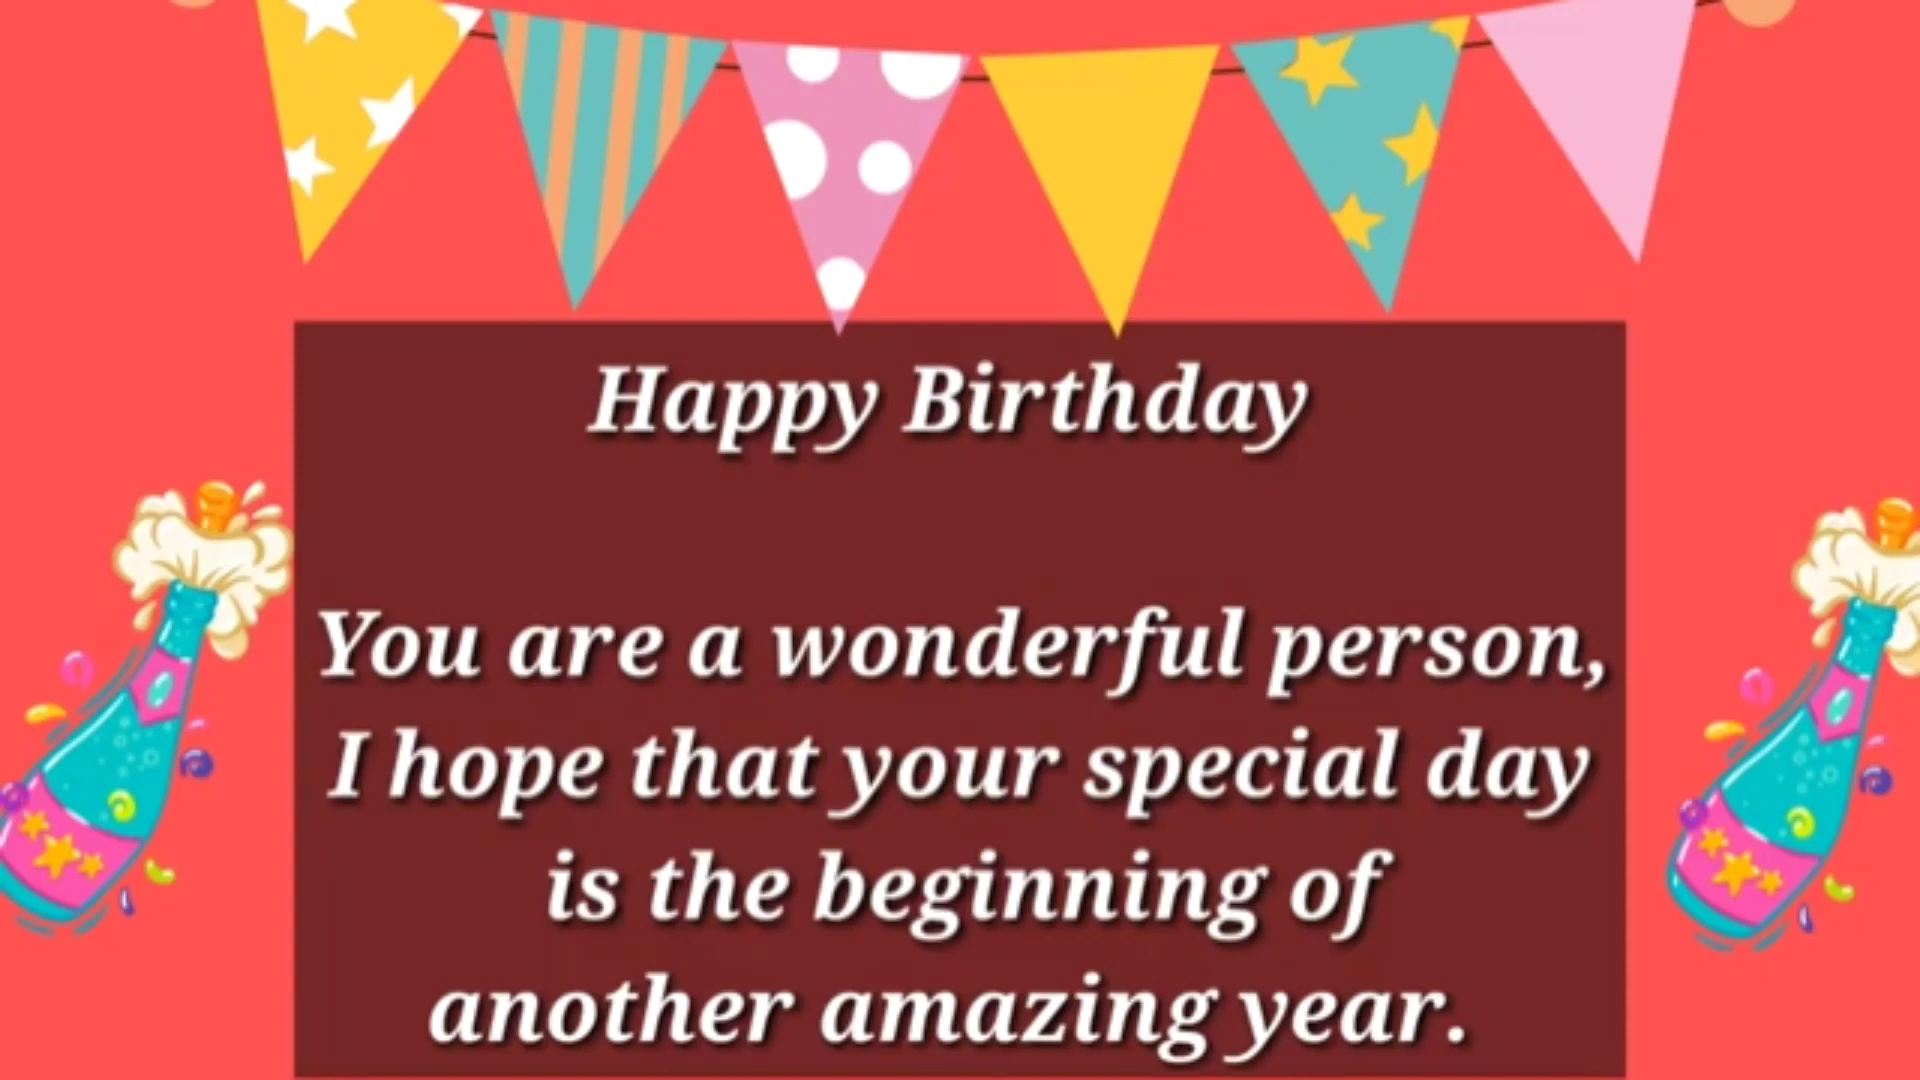 Happy Birthday
You are a wonderful person,
I hope that your special day
is the beginning of
another amazing year.